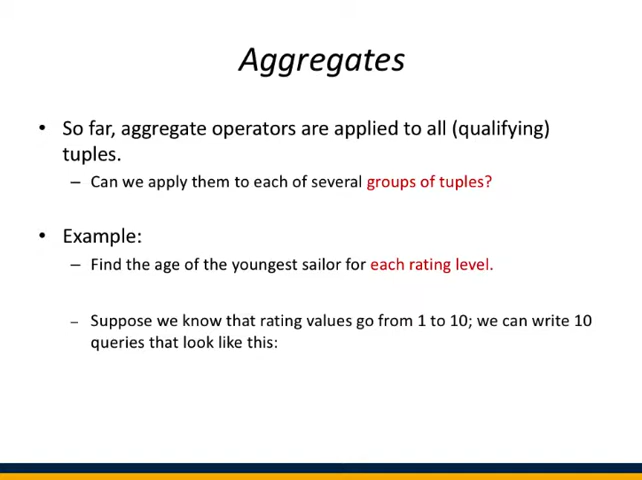 Aggregates
• So far, aggregate operators are applied to all (qualifying)
tuples.
– Can we apply them to each of several groups of tuples?
• Example:
– Find the age of the youngest sailor for each rating level.
– Suppose we know that rating values go from 1 to 10; we can write 10
queries that look like this: